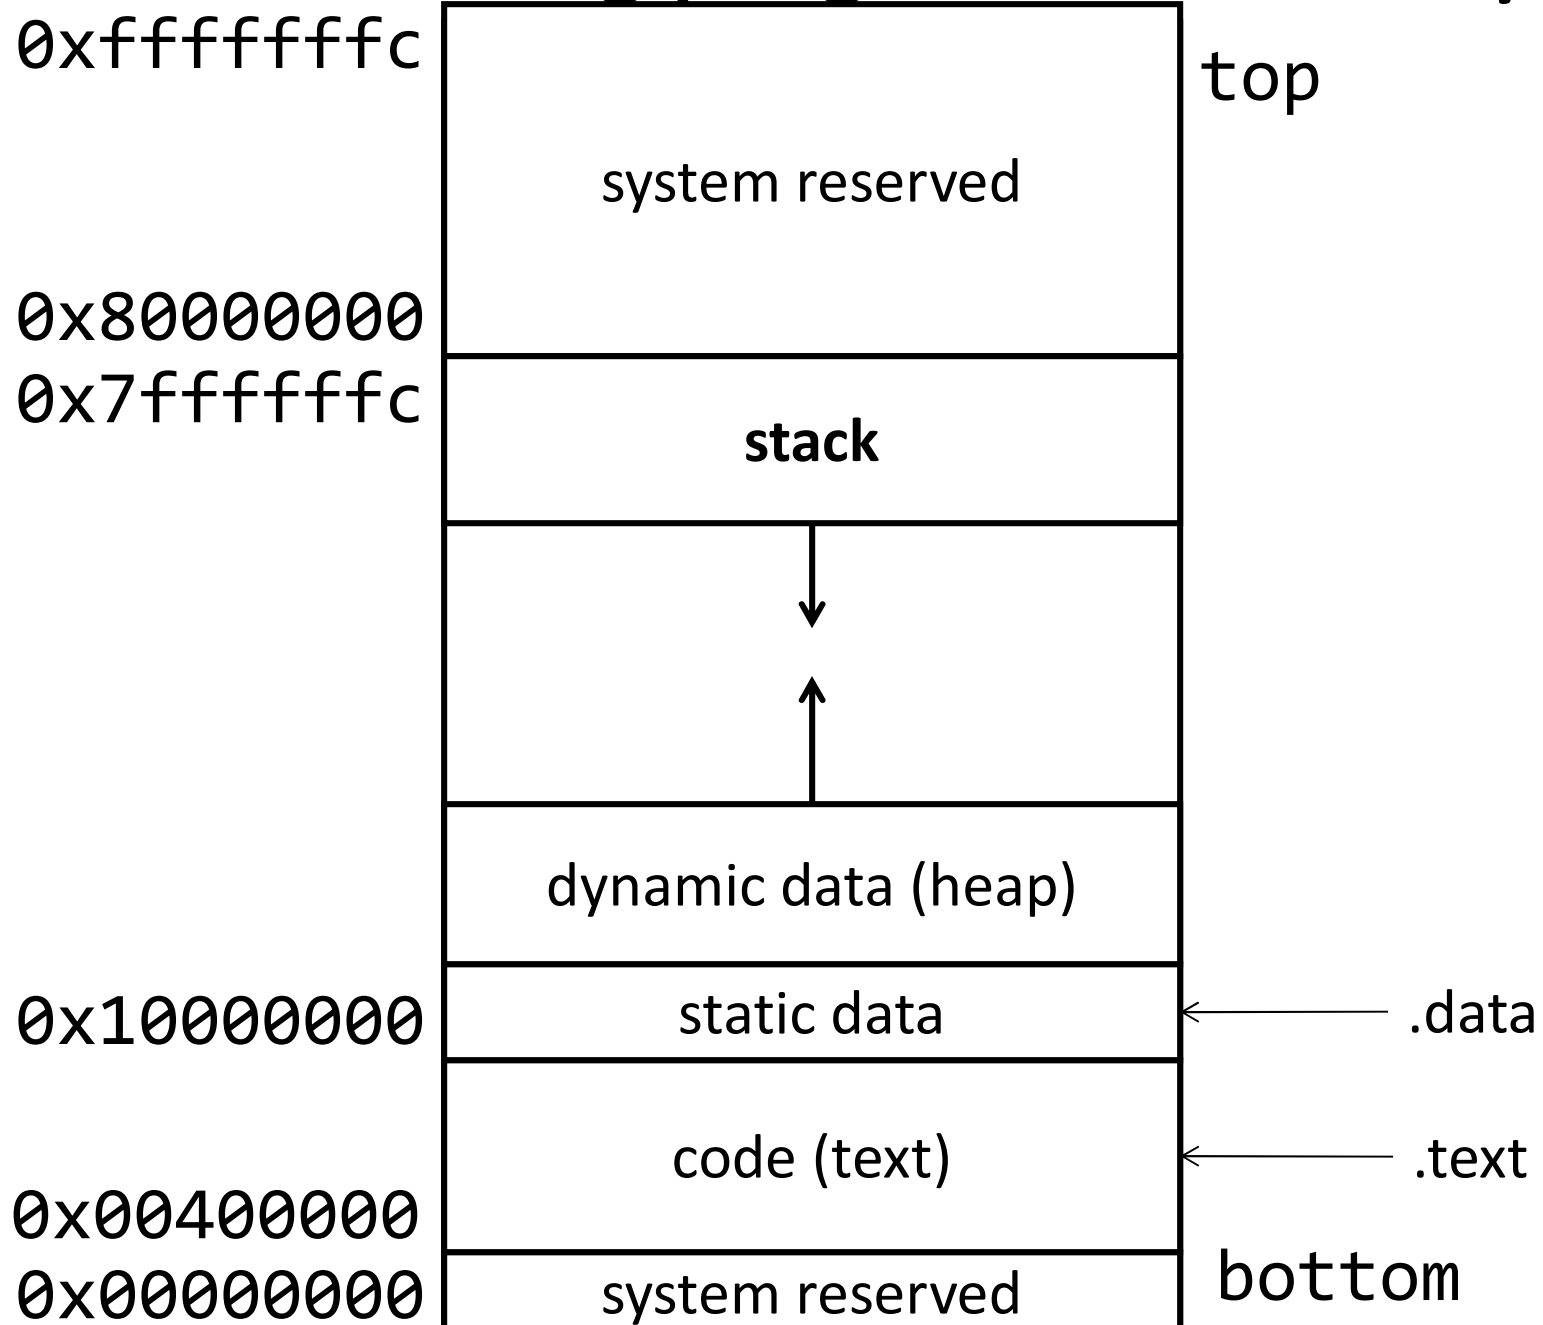 0xfffffffc
top
system reserved
0x80000000
0x7ffffffc
stack
dynamic data (heap)
0x10000000
static data
.data
code (text)
.text
0x00400000
bottom
0x00000000
system reserved